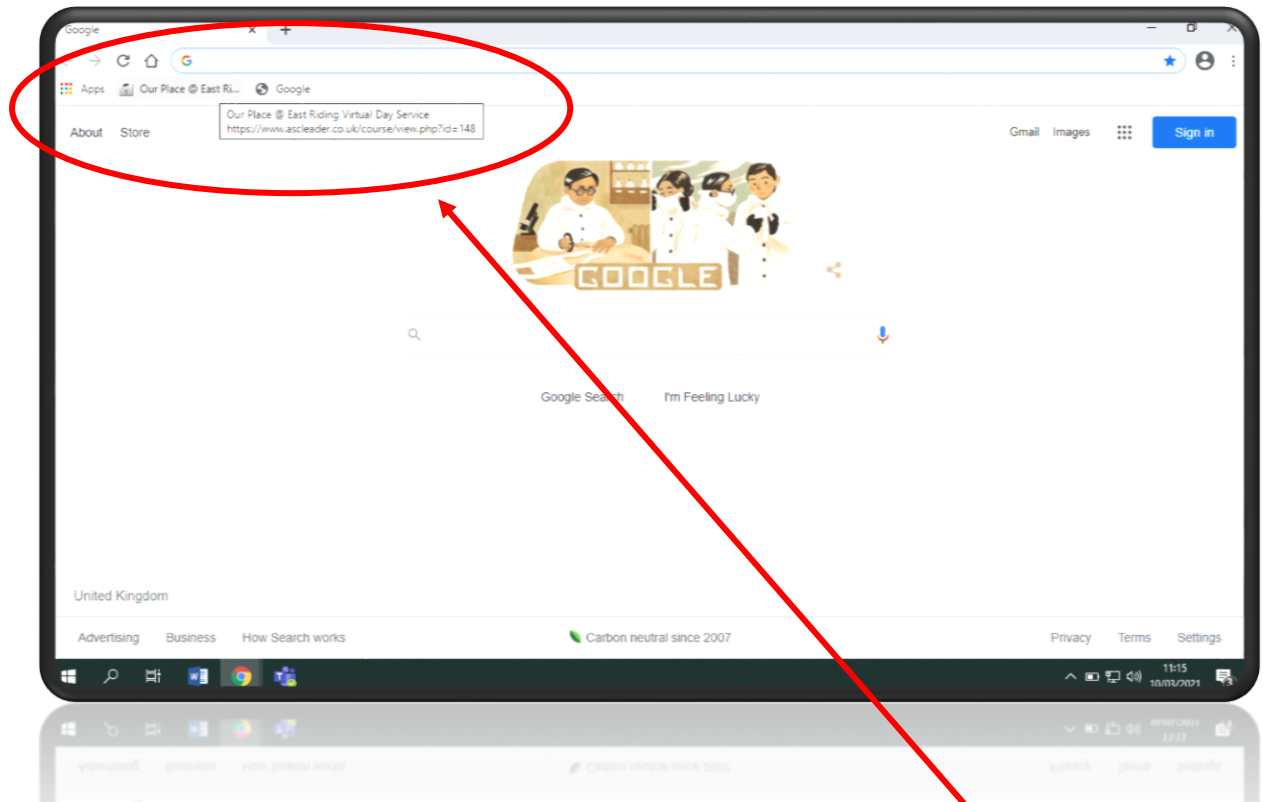 Google × +
Apps Our Place @ East Ri... Google
Our Place @ East Riding Virtual Day Service
https://www.ascleader.co.uk/course/view.php?id=148
About Store Gmail Images Sign in
GOOGLE
Google Search I'm Feeling Lucky
United Kingdom
Advertising Business How Search works Carbon neutral since 2007 Privacy Terms Settings
11:15
10/03/2021
3